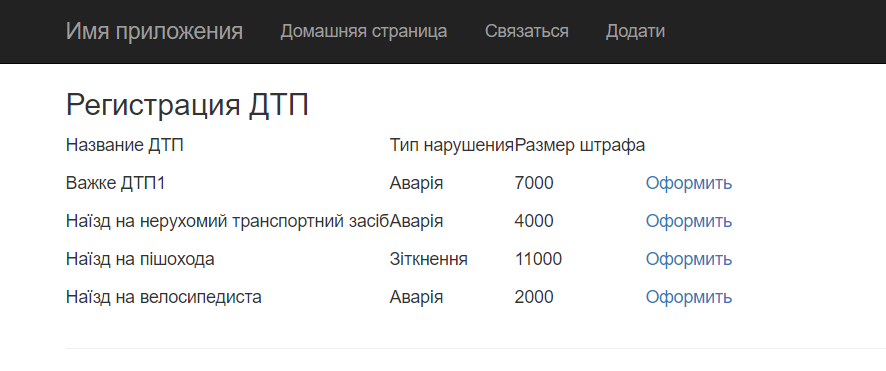 Имя приложения Домашняя страница Связаться Додати
Регистрация ДТП
Название ДТП Тип нарушения Размер штрафа
Важке ДТП1 Аварія 7000 Оформить
Наїзд на нерухомий транспортний засіб Аварія 4000 Оформить
Наїзд на пішохода Зіткнення 11000 Оформить
Наїзд на велосипедиста Аварія 2000 Оформить